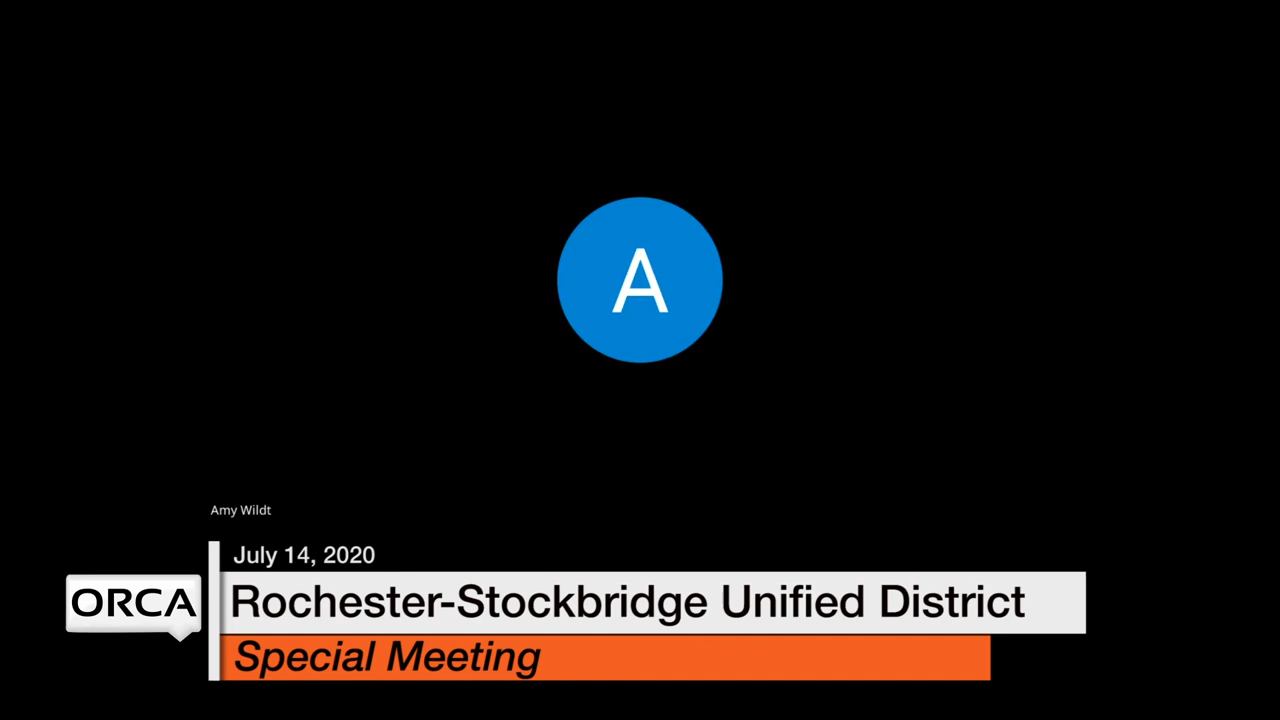 A
Amy Wildt
July 14, 2020
ORCA
Rochester-Stockbridge Unified District
Special Meeting